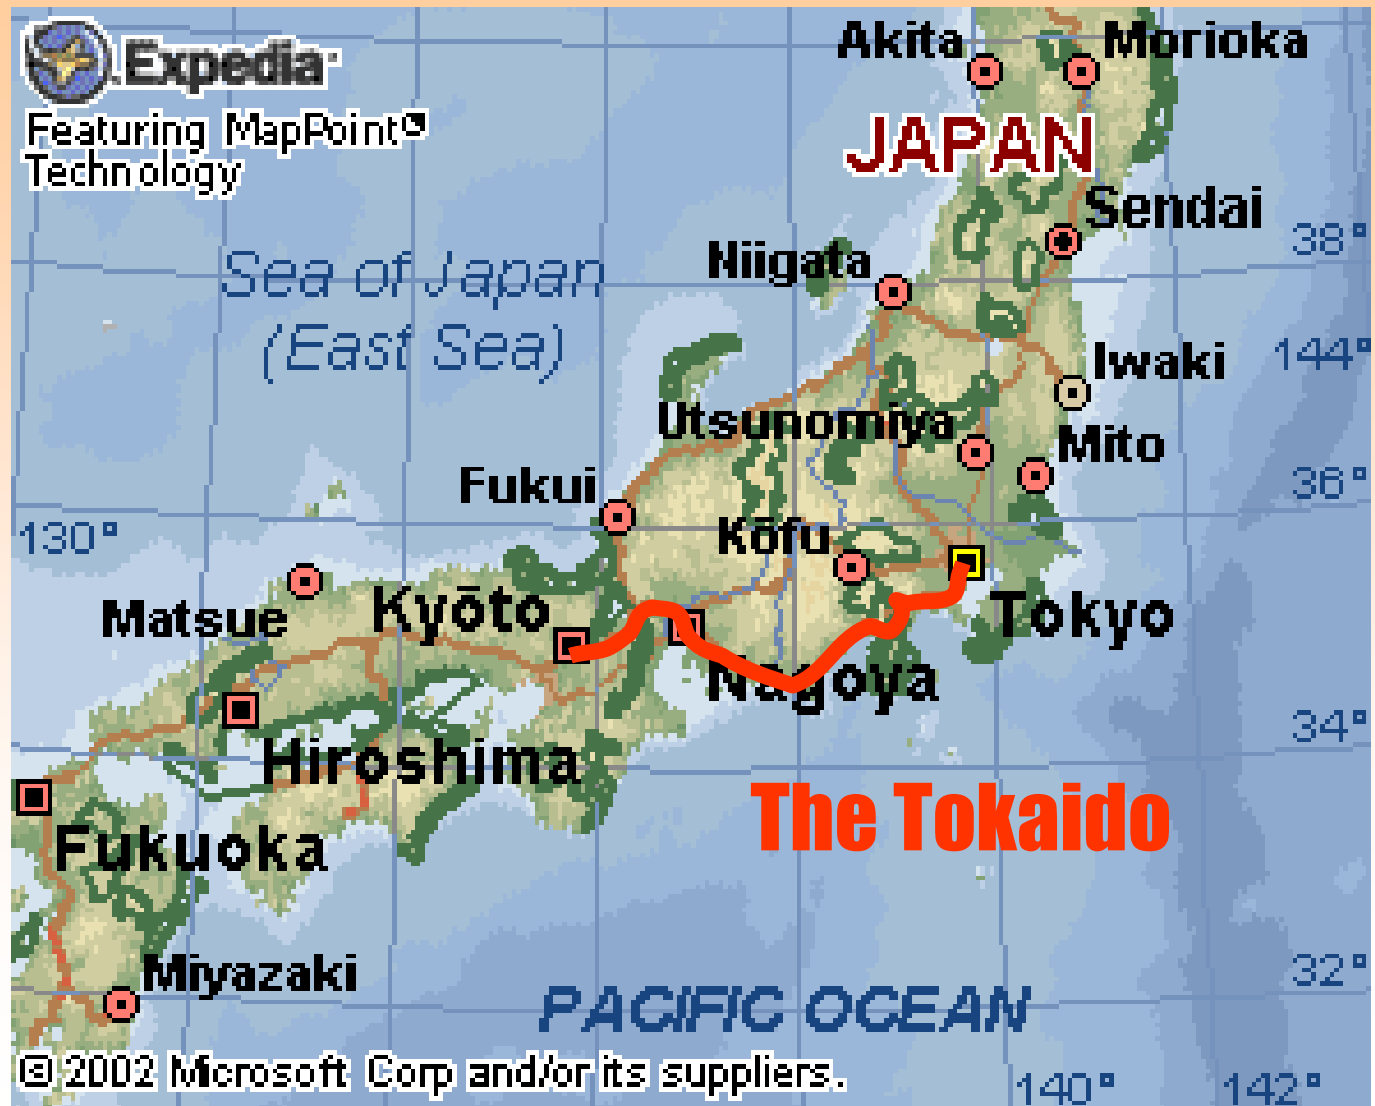 Expedia
Featuring MapPoint
Technology
Akita
Morioka
JAPAN
Sendai
38°
Niigata
Sea of Japan
(East Sea)
Iwaki
144°
Utsunomiya
Mito
Fukui
36°
130°
Kōfu
Matsue
Kyōto
Tokyo
Nagoya
34°
Hiroshima
The Tokaido
Fukuoka
Miyazaki
32°
PACIFIC OCEAN
© 2002 Microsoft Corp and/or its suppliers.
140°
142°